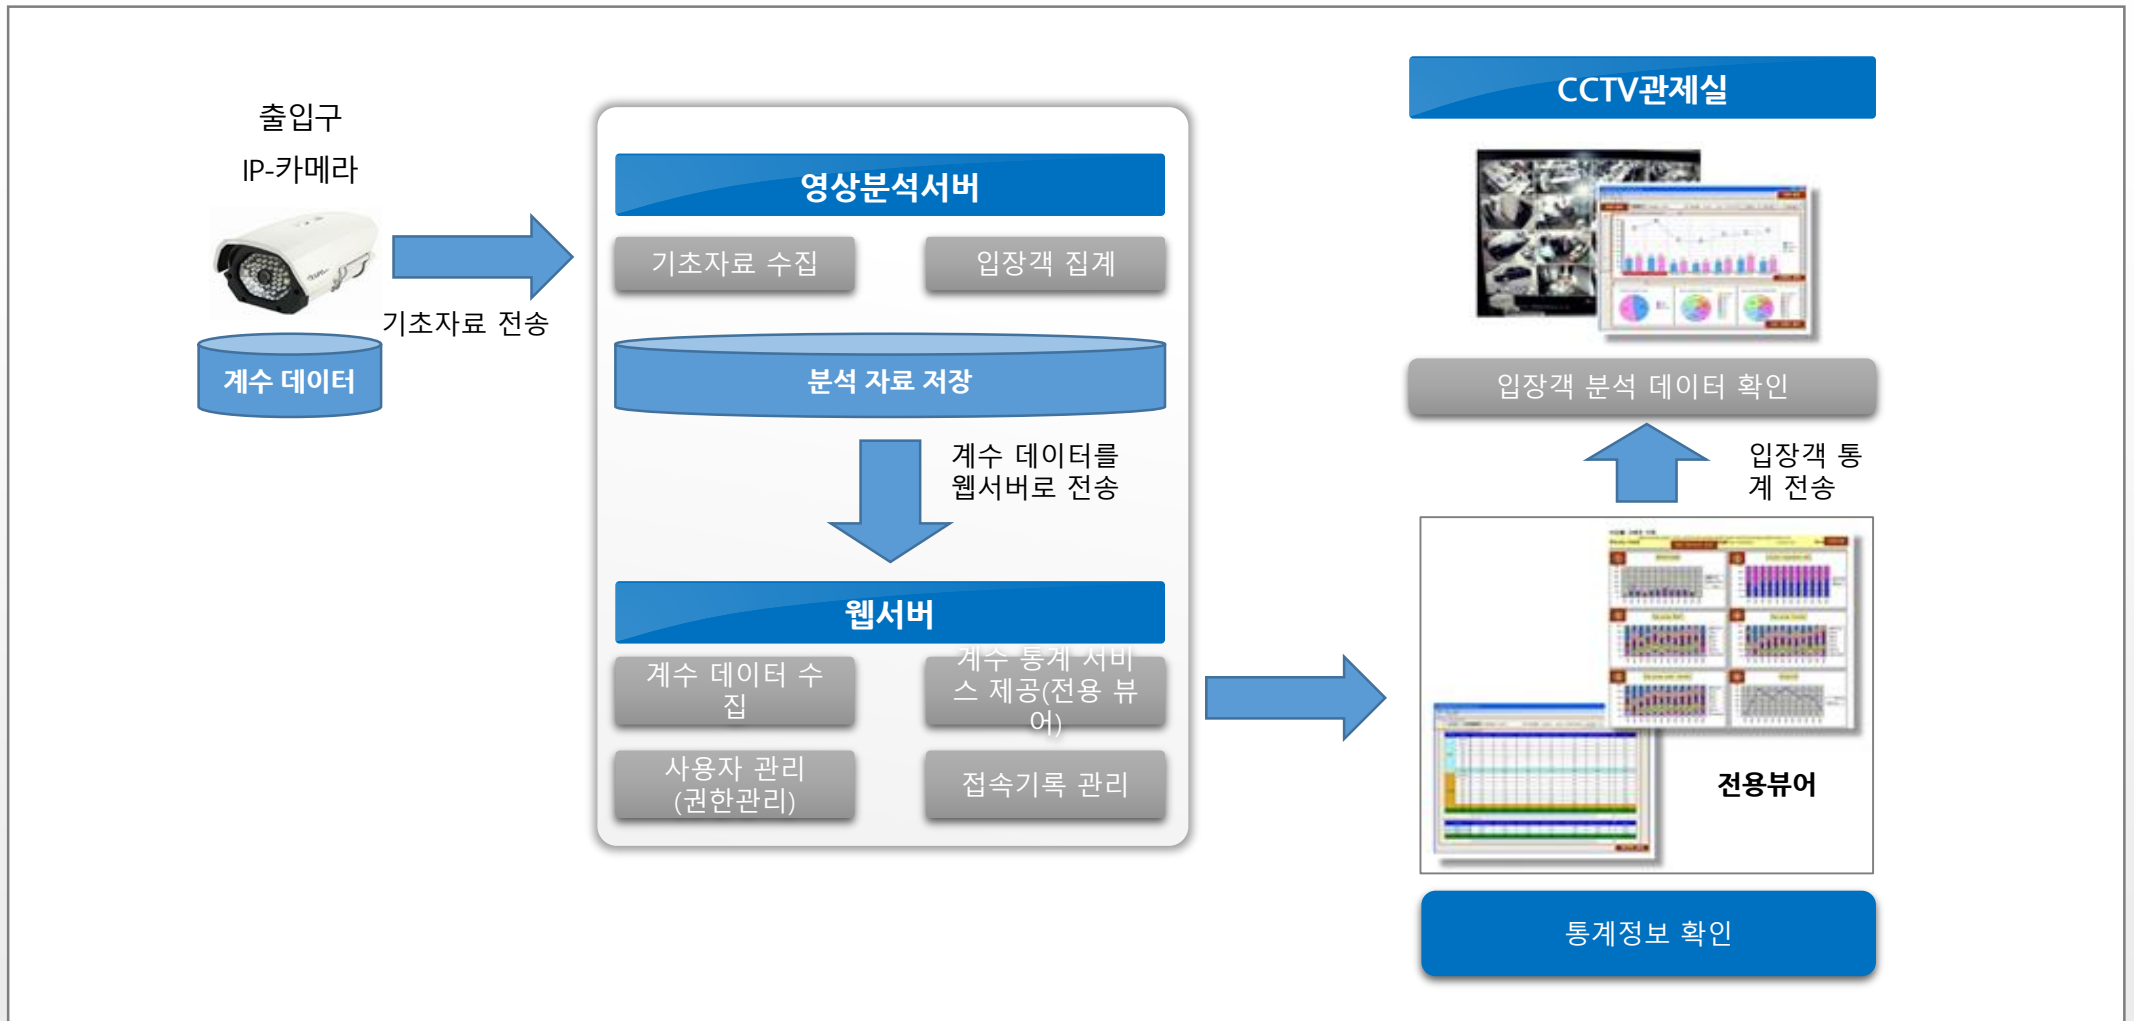 출입구
IP-카메라
기초자료 전송
계수 데이터
영상분석서버
기초자료 수집
입장객 집계
분석 자료 저장
계수 데이터를
웹서버로 전송
웹서버
계수 데이터 수
집
계수 통계 서비
스 제공(전용 뷰
어)
사용자 관리
(권한관리)
접속기록 관리
CCTV관제실
입장객 분석 데이터 확인
입장객 통
계 전송
전용뷰어
통계정보 확인